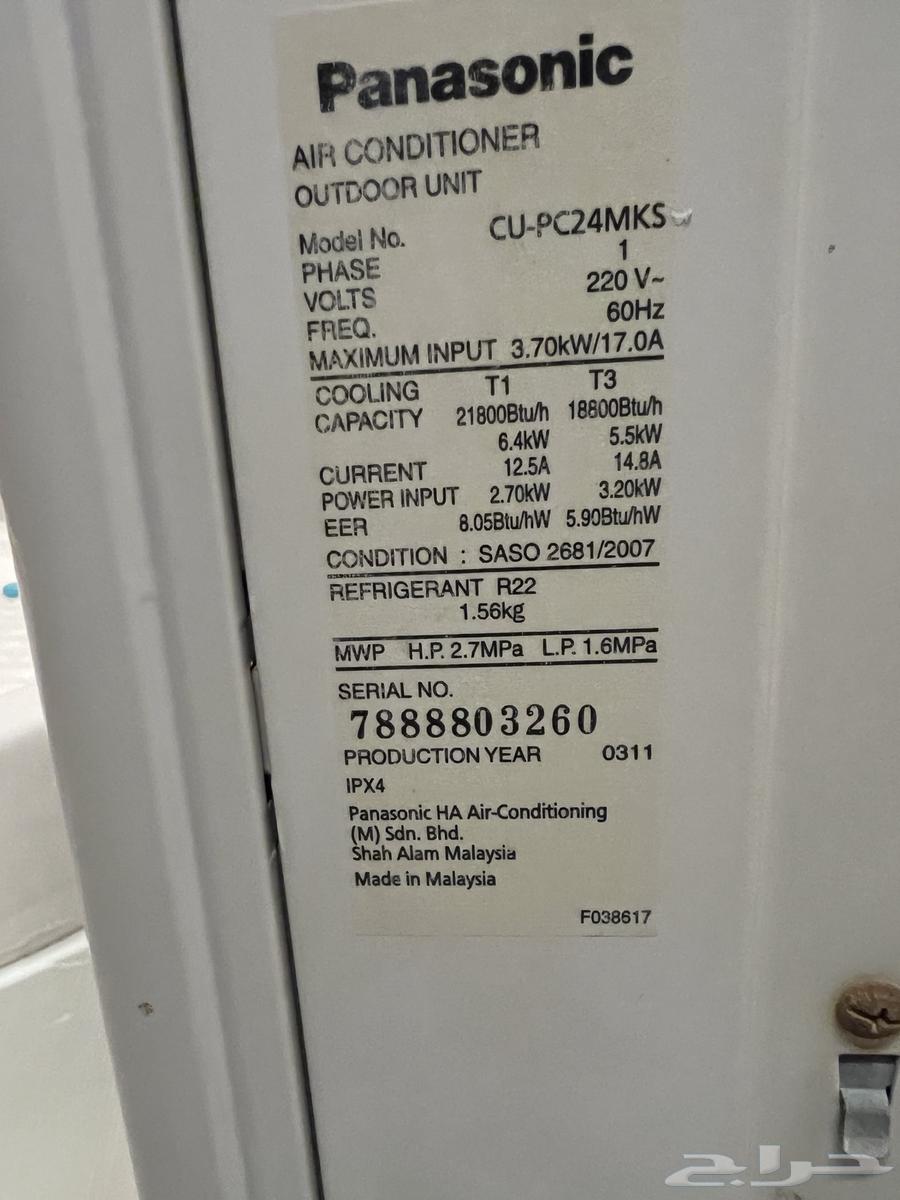 Panasonic
AIR CONDITIONER
OUTDOOR UNIT
Model No. CU-PC24MKS
PHASE 1
VOLTS 220 V~
FREQ. 60Hz
MAXIMUM INPUT 3.70kW/17.0A
COOLING T1 T3
CAPACITY 21800Btu/h 18800Btu/h
6.4kW 5.5kW
CURRENT 12.5A 14.8A
POWER INPUT 2.70kW 3.20kW
EER 8.05Btu/hW 5.90Btu/hW
CONDITION : SASO 2681/2007
REFRIGERANT R22
1.56kg
MWP H.P. 2.7MPa L.P. 1.6MPa
SERIAL NO.
7888803260
PRODUCTION YEAR 0311
IPX4
Panasonic HA Air-Conditioning
(M) Sdn. Bhd.
Shah Alam Malaysia
Made in Malaysia
F038617
حراج